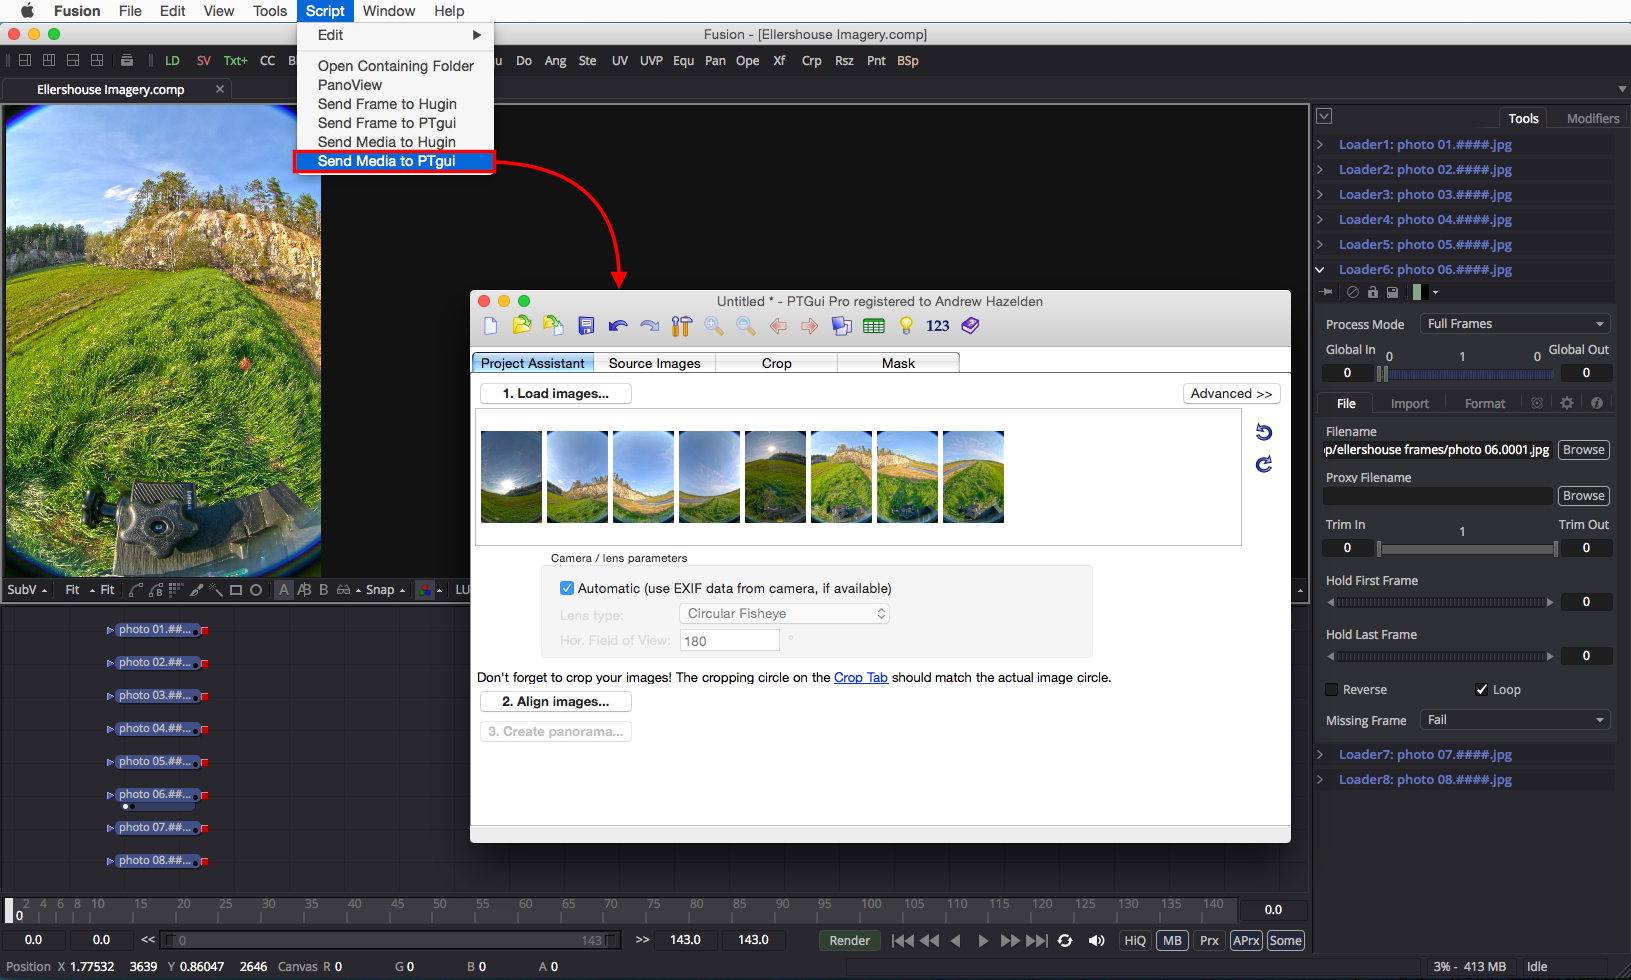 Fusion File Edit View Tools Script Window Help
Fusion - [Ellershouse Imagery.comp]
LD SV Txt+ CC Do Ang Ste UV UVP Equ Pan Ope Xf Crp Rsz Pnt BSp
Edit
Open Containing Folder
PanoView
Send Frame to Hugin
Send Frame to PTgui
Send Media to Hugin
Send Media to PTgui
Ellershouse Imagery.comp
Tools Modifiers
Loader1: photo 01.####.jpg
Loader2: photo 02.####.jpg
Loader3: photo 03.####.jpg
Loader4: photo 04.####.jpg
Loader5: photo 05.####.jpg
Loader6: photo 06.####.jpg
Process Mode Full Frames
Global In 0 1 0 Global Out
0 0
File Import Format
Filename
p/ellershouse frames/photo 06.0001.jpg Browse
Proxy Filename
Browse
Trim In 1 Trim Out
0 0
Hold First Frame
0
Hold Last Frame
0
Reverse Loop
Missing Frame Fail
Loader7: photo 07.####.jpg
Loader8: photo 08.####.jpg
Untitled * - PTGui Pro registered to Andrew Hazelden
123
Project Assistant Source Images Crop Mask
1. Load images... Advanced >>
Camera / lens parameters
Automatic (use EXIF data from camera, if available)
Lens type: Circular Fisheye
Hor. Field of View: 180 °
Don't forget to crop your images! The cropping circle on the Crop Tab should match the actual image circle.
2. Align images...
3. Create panorama...
SubV Fit Fit A A/B B Snap LU
photo 01.##...
photo 02.##...
photo 03.##...
photo 04.##...
photo 05.##...
photo 06.##...
photo 07.##...
photo 08.##...
0 2 4 6 8 10 15 20 25 30 35 40 45 50 55 60 65 70 75 80 85 90 95 100 105 110 115 120 125 130 135 140 0.0
0.0 0.0 << 0 143 >> 143.0 143.0 Render HiQ MB Prx APrx Some
Position X 1.77532 3639 Y 0.86047 2646 Canvas R 0 G 0 B 0 A 0 3% - 413 MB Idle